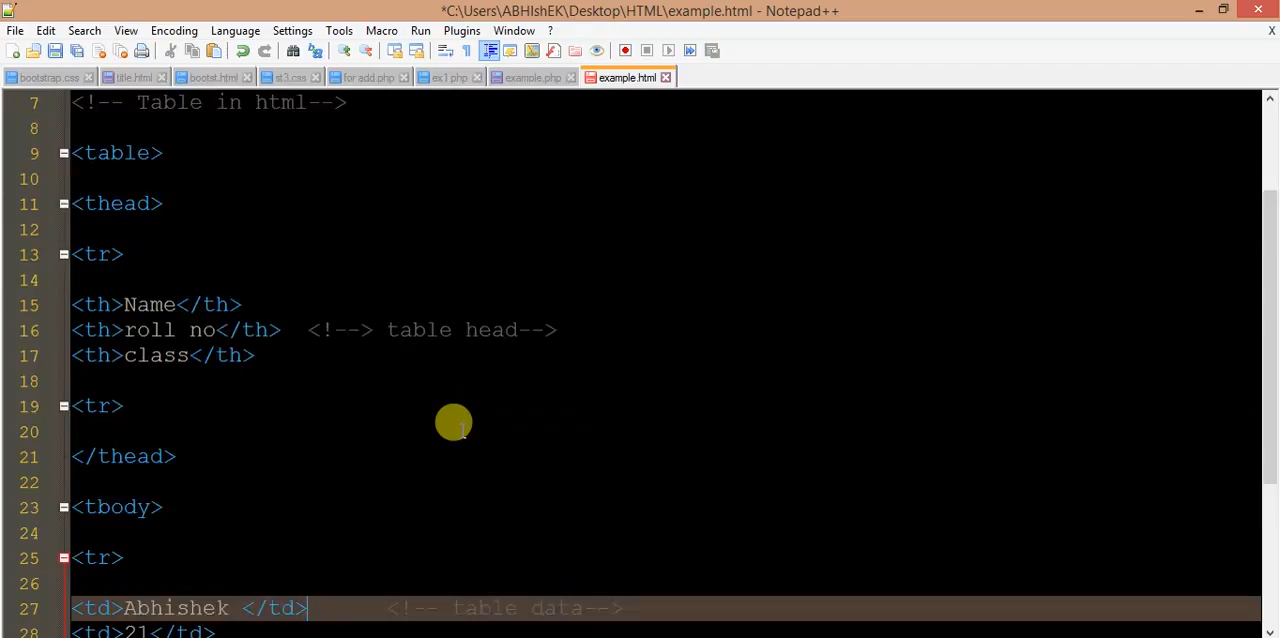 *C:\Users\ABHIshEK\Desktop\HTML\example.html - Notepad++
File Edit Search View Encoding Language Settings Tools Macro Run Plugins Window ? X
bootstrap.css title.html bootst.html st3.css for add.php ex1 php example.php example.html
7 <!-- Table in html-->
8
9 <table>
10
11 <thead>
12
13 <tr>
14
15 <th>Name</th>
16 <th>roll no</th> <!--> table head-->
17 <th>class</th>
18
19 <tr>
20
21 </thead>
22
23 <tbody>
24
25 <tr>
26
27 <td>Abhishek </td> <!-- table data-->
28 <td>21</td>